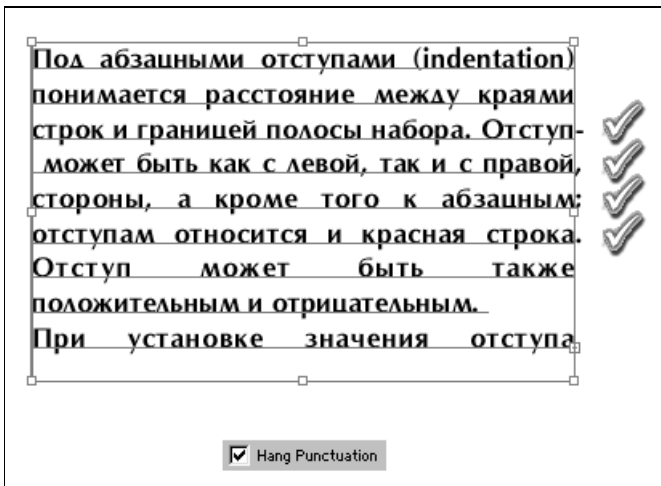 Под абзацными отступами (indentation)
понимается расстояние между краями
строк и границей полосы набора. Отступ-
может быть как с левой, так и с правой,
стороны, а кроме того к абзацным:
отступам относится и красная строка.
Отступ может быть также
положительным и отрицательным.
При установке значения отступа
Hang Punctuation